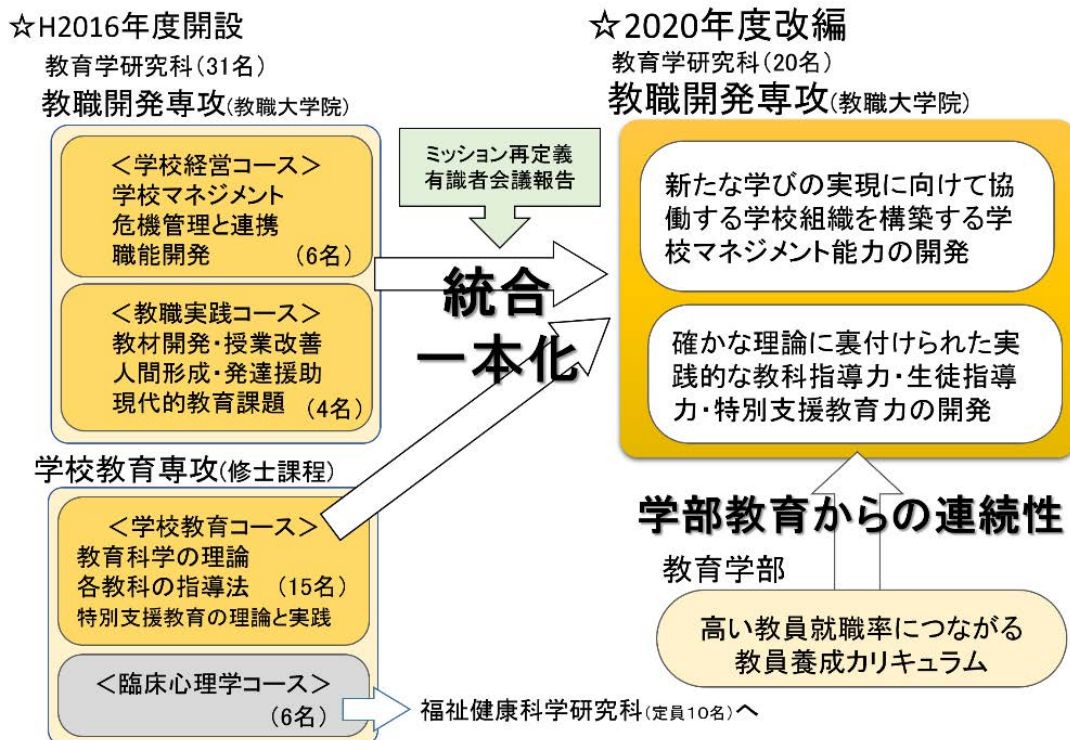 ☆H2016年度開設
教育学研究科(31名)
教職開発専攻(教職大学院)
＜学校経営コース＞
学校マネジメント
危機管理と連携
職能開発　(6名)
＜教職実践コース＞
教材開発・授業改善
人間形成・発達援助
現代的教育課題 (4名)
学校教育専攻(修士課程)
＜学校教育コース＞
教育科学の理論
各教科の指導法　(15名)
特別支援教育の理論と実践
＜臨床心理学コース＞
(6名)
福祉健康科学研究科(定員10名)へ
ミッション再定義
有識者会議報告
統合
一本化
☆2020年度改編
教育学研究科(20名)
教職開発専攻(教職大学院)
新たな学びの実現に向けて協
働する学校組織を構築する学
校マネジメント能力の開発
確かな理論に裏付けられた実
践的な教科指導力・生徒指導
力・特別支援教育力の開発
学部教育からの連続性
教育学部
高い教員就職率につながる
教員養成カリキュラム